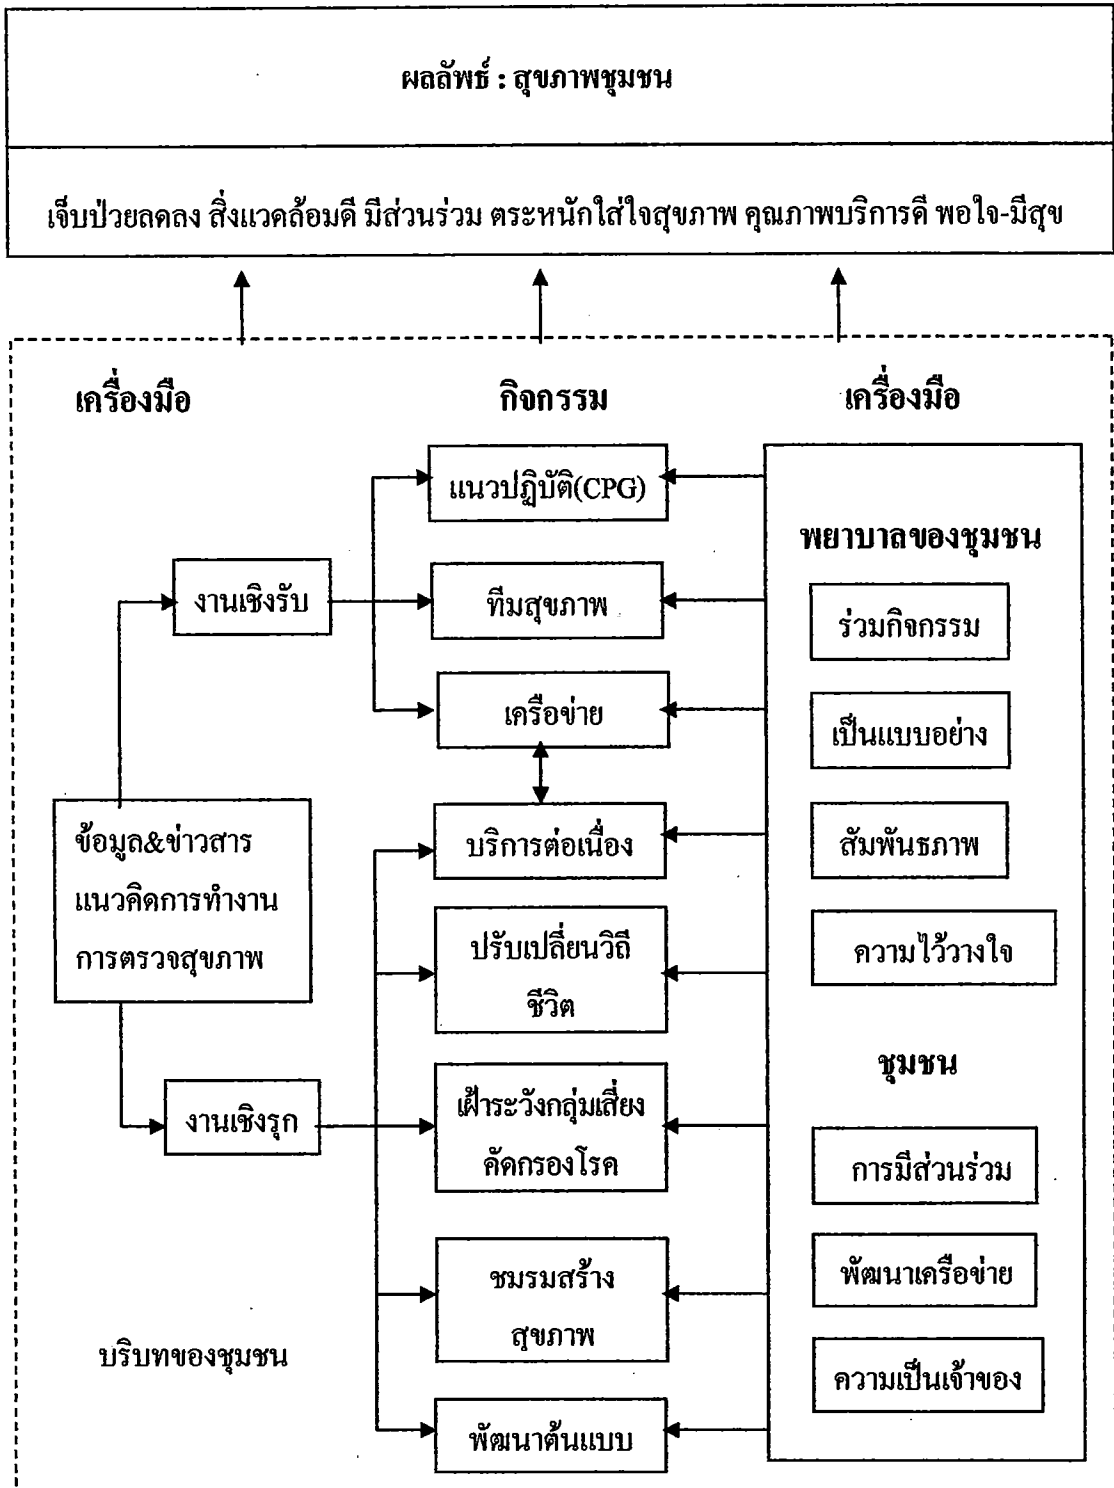 ผลลัพธ์ : สุขภาพชุมชน
เจ็บป่วยลดลง สิ่งแวดล้อมดี มีส่วนร่วม ตระหนักใส่ใจสุขภาพ คุณภาพบริการดี พอใจ-มีสุข
เครื่องมือ
กิจกรรม
เครื่องมือ
แนวปฏิบัติ(CPG)
พยาบาลของชุมชน
งานเชิงรับ
ทีมสุขภาพ
ร่วมกิจกรรม
เครือข่าย
เป็นแบบอย่าง
ข้อมูล&ข่าวสาร
แนวคิดการทำงาน
การตรวจสุขภาพ
บริการต่อเนื่อง
สัมพันธภาพ
ปรับเปลี่ยนวิถี
ชีวิต
ความไว้วางใจ
ชุมชน
งานเชิงรุก
เฝ้าระวังกลุ่มเสี่ยง
คัดกรองโรค
การมีส่วนร่วม
ชมรมสร้าง
สุขภาพ
พัฒนาเครือข่าย
บริบทของชุมชน
ความเป็นเจ้าของ
พัฒนาต้นแบบ